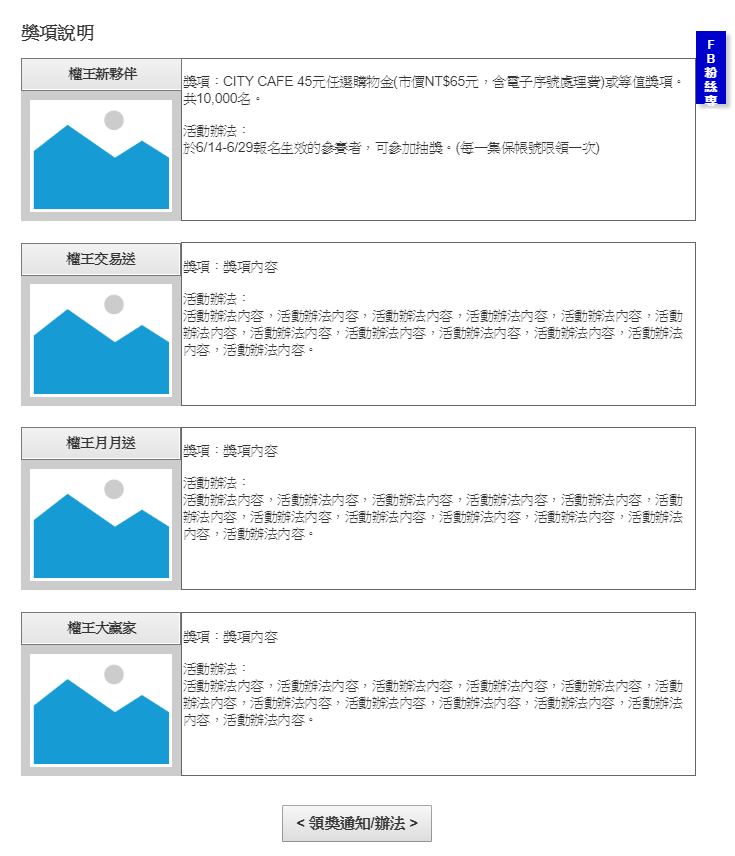 獎項說明
FB粉絲專
權王新夥伴
獎項：CITY CAFE 45元任選購物金(市價NT$65元，含電子序號處理費)或等值獎項。
共10,000名。
活動辦法：
於6/14-6/29報名生效的參賽者，可參加抽獎。(每一集保帳號限領一次)
權王交易送
獎項：獎項內容
活動辦法：
活動辦法內容，活動辦法內容，活動辦法內容，活動辦法內容，活動辦法內容，活動
辦法內容，活動辦法內容，活動辦法內容，活動辦法內容，活動辦法內容，活動辦法
內容，活動辦法內容。
權王月月送
獎項：獎項內容
活動辦法：
活動辦法內容，活動辦法內容，活動辦法內容，活動辦法內容，活動辦法內容，活動
辦法內容，活動辦法內容，活動辦法內容，活動辦法內容，活動辦法內容，活動辦法
內容，活動辦法內容。
權王大贏家
獎項：獎項內容
活動辦法：
活動辦法內容，活動辦法內容，活動辦法內容，活動辦法內容，活動辦法內容，活動
辦法內容，活動辦法內容，活動辦法內容，活動辦法內容，活動辦法內容，活動辦法
內容，活動辦法內容。
< 領獎通知/辦法 >